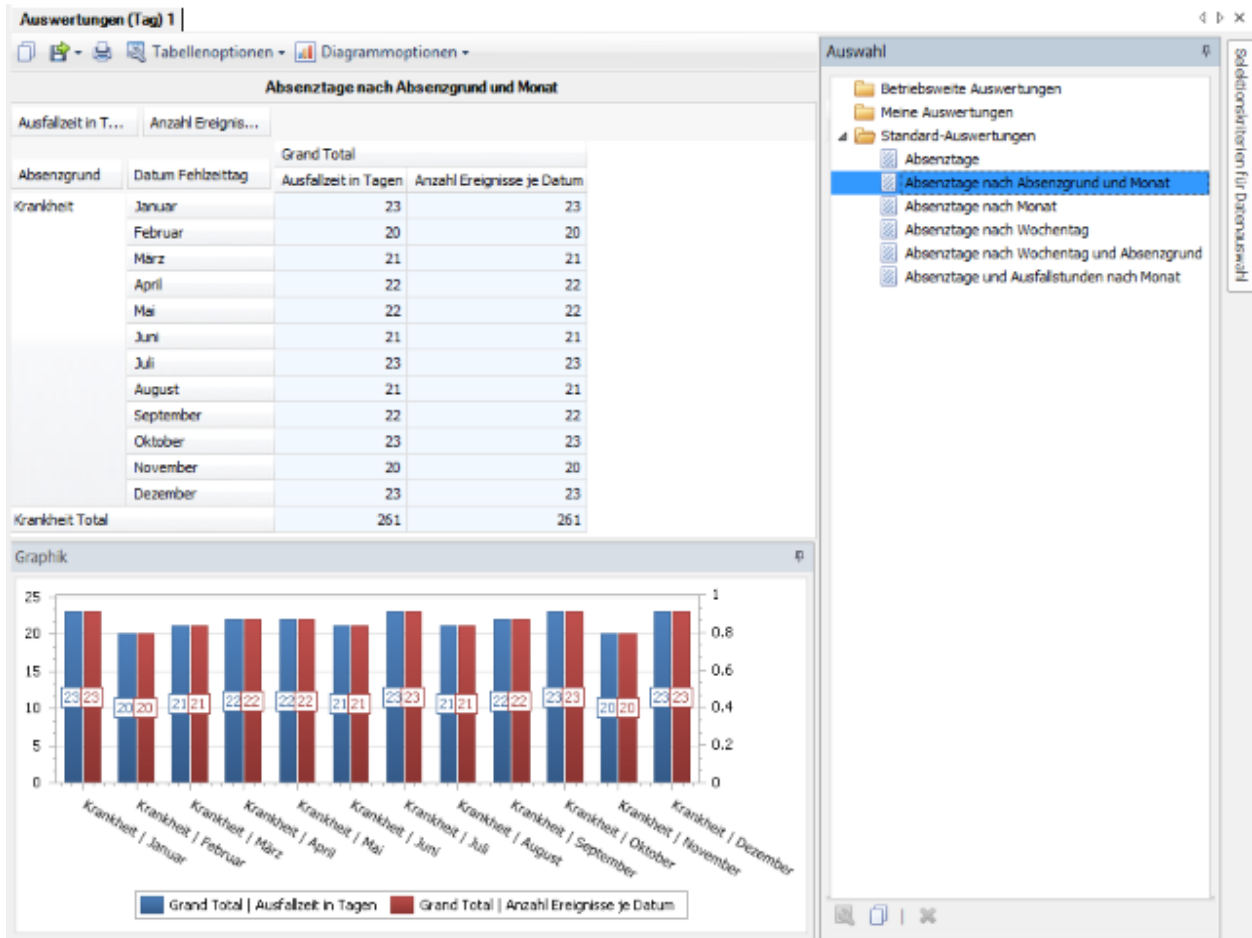 Auswertungen (Tag) 1
Tabellenoptionen
Diagrammoptionen
Absenztage nach Absenzgrund und Monat
Ausfallzeit in T...
Anzahl Ereignis...
Grand Total
Absenzgrund
Datum Fehlzeittag
Ausfallzeit in Tagen
Anzahl Ereignisse je Datum
Krankheit Januar 23 23
Februar 20 20
März 21 21
April 22 22
Mai 22 22
Juni 21 21
Juli 23 23
August 21 21
September 22 22
Oktober 23 23
November 20 20
Dezember 23 23
Krankheit Total 261 261
Graphik
25
20
15
10
5
0
1
0.8
0.6
0.4
0.2
0
23 23 20 20 21 21 22 22 22 22 21 21 23 23 21 21 22 22 23 23 20 20 23 23
Krankheit | Januar
Krankheit | Februar
Krankheit | März
Krankheit | April
Krankheit | Mai
Krankheit | Juni
Krankheit | Juli
Krankheit | August
Krankheit | September
Krankheit | Oktober
Krankheit | November
Krankheit | Dezember
Grand Total | Ausfallzeit in Tagen
Grand Total | Anzahl Ereignisse je Datum
Auswahl
Betriebsweite Auswertungen
Meine Auswertungen
Standard-Auswertungen
Absenztage
Absenztage nach Absenzgrund und Monat
Absenztage nach Monat
Absenztage nach Wochentag
Absenztage nach Wochentag und Absenzgrund
Absenztage und Ausfallstunden nach Monat
Selektionskriterien für Datenauswahl